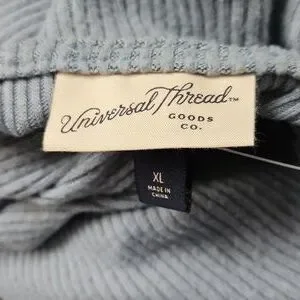 Universal Thread™
GOODS
CO.
XL
MADE IN
CHINA